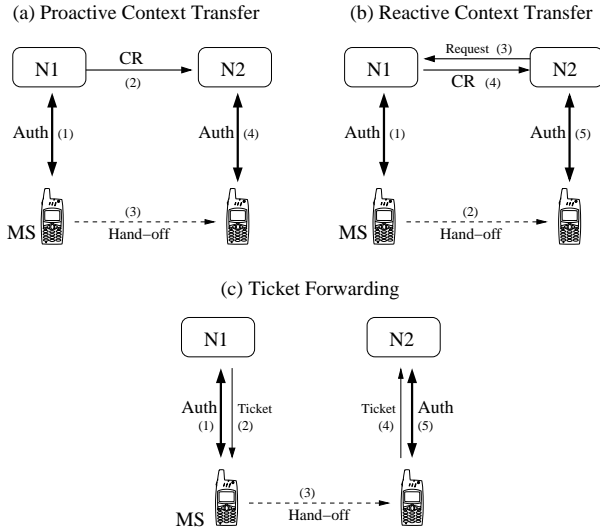 (a) Proactive Context Transfer
N1
CR
(2)
N2
Auth (1)
Auth (4)
MS
(3)
Hand−off
(b) Reactive Context Transfer
N1
Request (3)
CR (4)
N2
Auth (1)
Auth (5)
MS
(2)
Hand−off
(c) Ticket Forwarding
N1
N2
Auth
(1)
Ticket
(2)
Ticket
(4)
Auth
(5)
MS
(3)
Hand−off